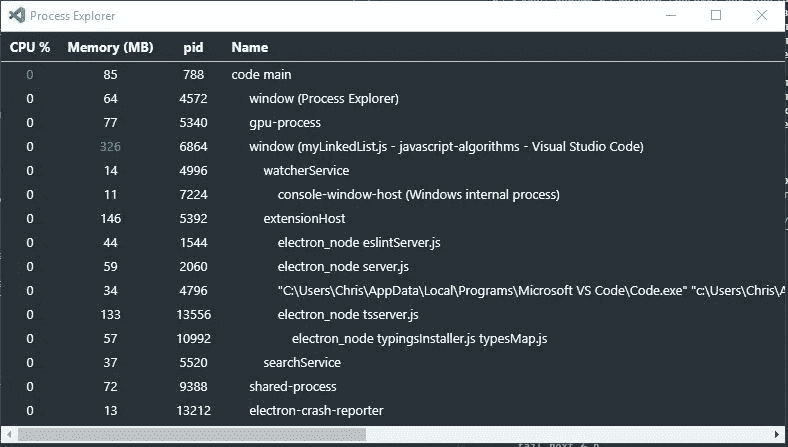 Process Explorer
CPU % Memory (MB) pid Name
0 85 788 code main
0 64 4572 window (Process Explorer)
0 77 5340 gpu-process
0 326 6864 window (myLinkedList.js - javascript-algorithms - Visual Studio Code)
0 14 4996 watcherService
0 11 7224 console-window-host (Windows internal process)
0 146 5392 extensionHost
0 44 1544 electron_node eslintServer.js
0 59 2060 electron_node server.js
0 34 4796 "C:\Users\Chris\AppData\Local\Programs\Microsoft VS Code\Code.exe" "c:\Users\Chris\A
0 133 13556 electron_node tsserver.js
0 57 10992 electron_node typingsInstaller.js typesMap.js
0 37 5520 searchService
0 72 9388 shared-process
0 13 13212 electron-crash-reporter